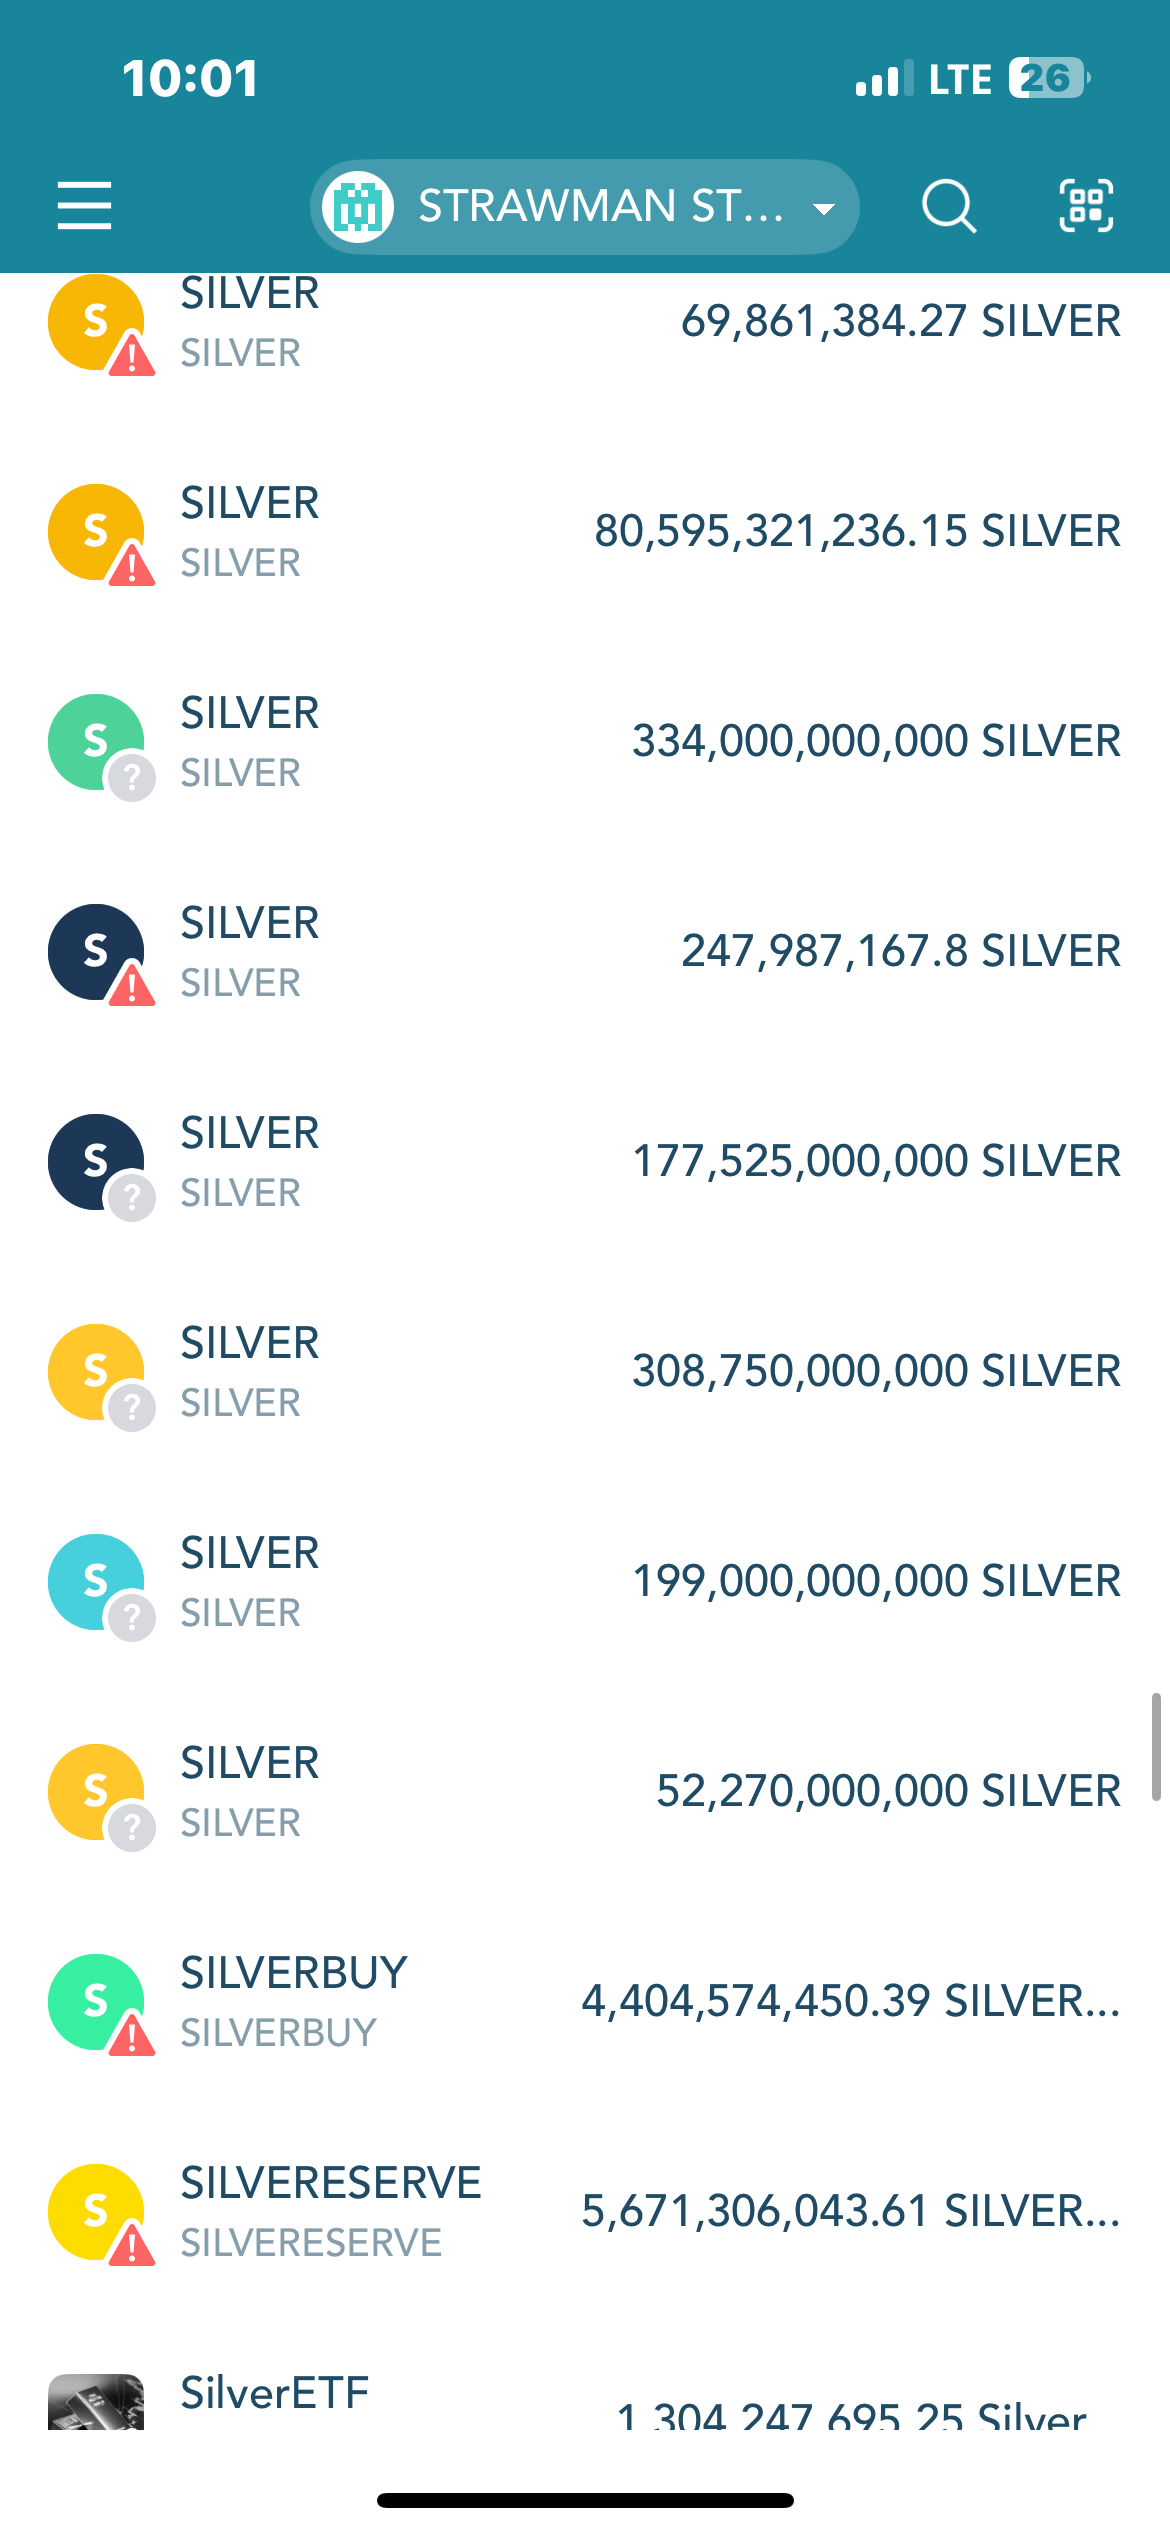 10:01
LTE 26
STRAWMAN ST...
S
SILVER
SILVER
69,861,384.27 SILVER
S
SILVER
SILVER
80,595,321,236.15 SILVER
S
?
SILVER
SILVER
334,000,000,000 SILVER
S
SILVER
SILVER
247,987,167.8 SILVER
S
?
SILVER
SILVER
177,525,000,000 SILVER
S
?
SILVER
SILVER
308,750,000,000 SILVER
S
?
SILVER
SILVER
199,000,000,000 SILVER
S
?
SILVER
SILVER
52,270,000,000 SILVER
S
SILVERBUY
SILVERBUY
4,404,574,450.39 SILVER...
S
SILVERESERVE
SILVERESERVE
5,671,306,043.61 SILVER...
SilverETF
1,304,247,695.25 Silver